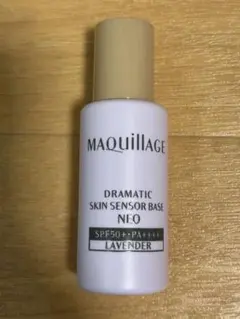 MAQuillAGE
DRAMATIC
SKIN SENSOR BASE
NEO
SPF50+・PA++++
LAVENDER